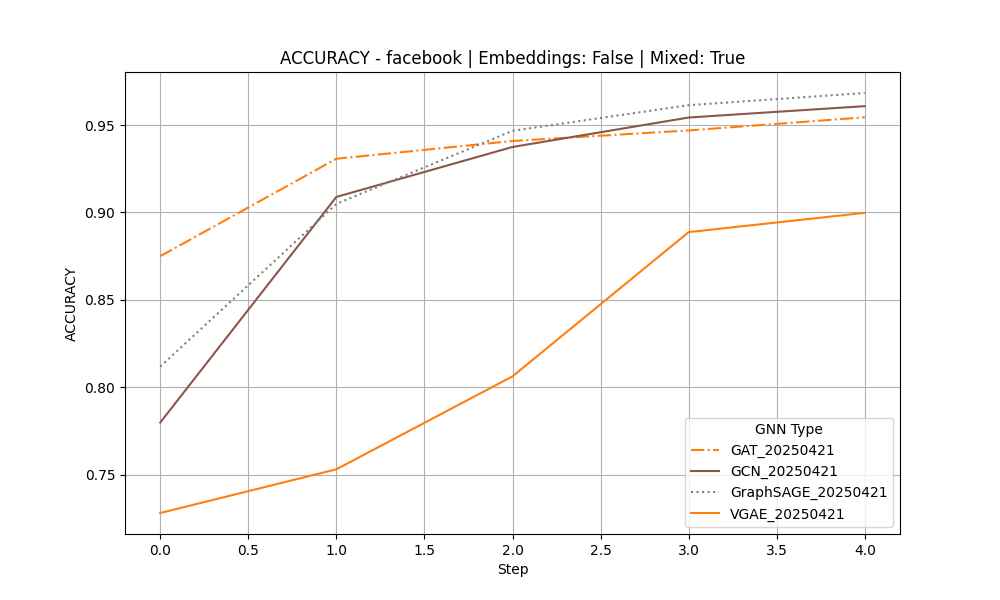 ACCURACY - facebook | Embeddings: False | Mixed: True
ACCURACY
0.95
0.90
0.85
0.80
0.75
GNN Type
GAT_20250421
GCN_20250421
GraphSAGE_20250421
VGAE_20250421
0.0 0.5 1.0 1.5 2.0 2.5 3.0 3.5 4.0
Step